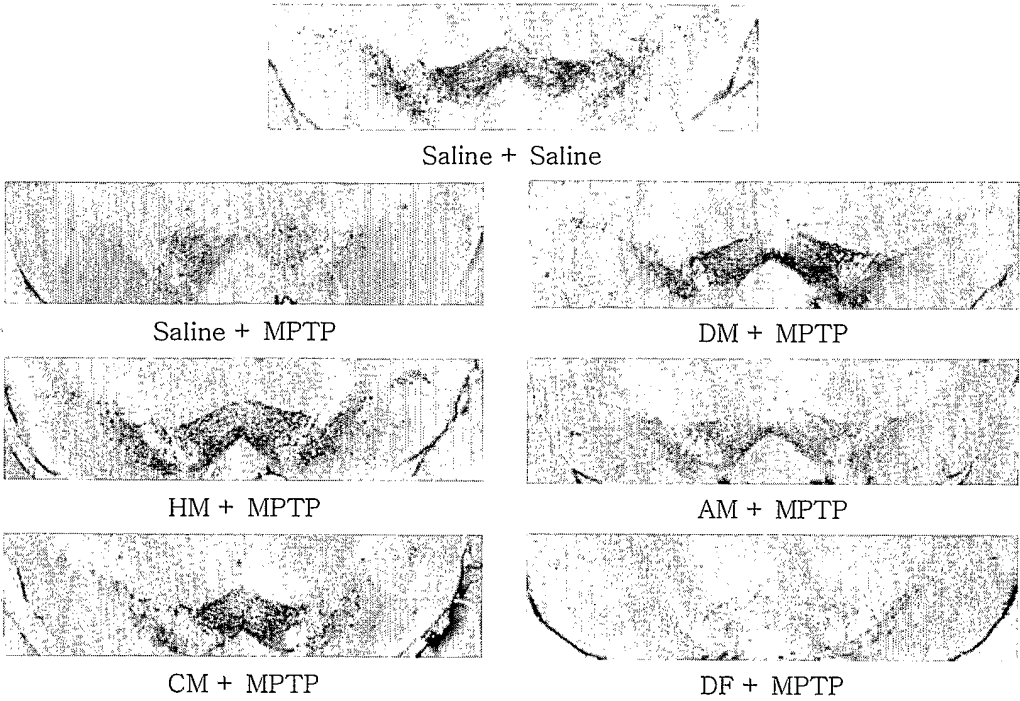 Saline + Saline
Saline + MPTP
DM + MPTP
HM + MPTP
AM + MPTP
CM + MPTP
DF + MPTP